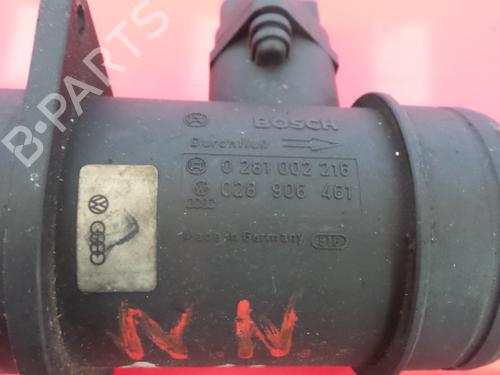 B-PARTS
BOSCH
Durchfluß
0 281 002 216
028 906 461
Made in Germany
N N